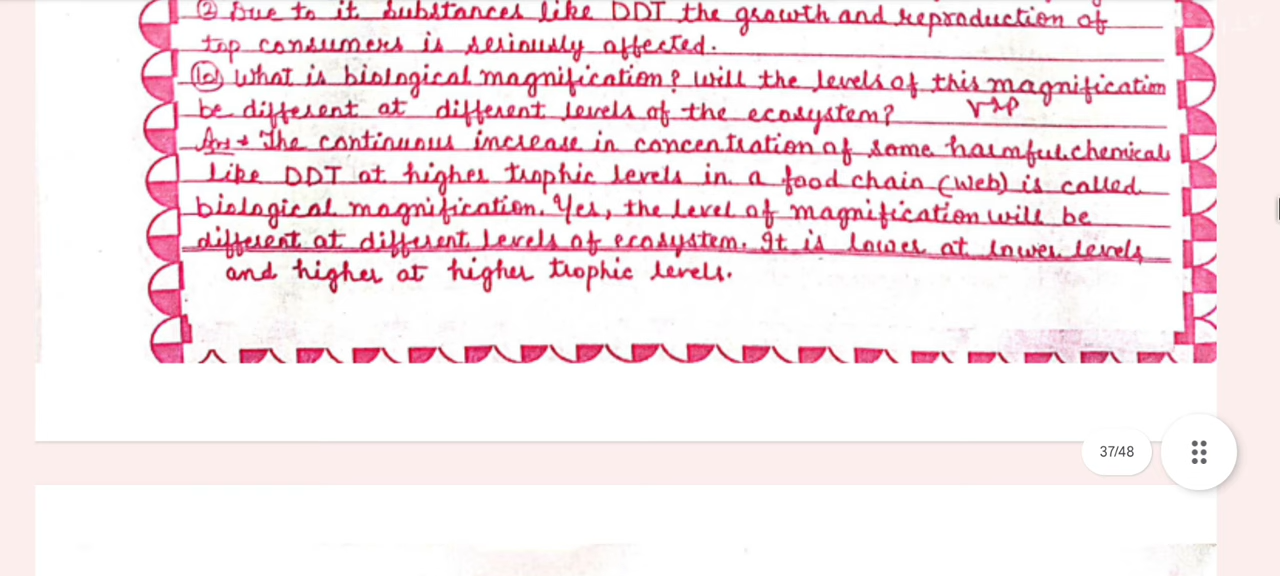 ② Due to it substances like DDT the growth and reproduction of
top consumers is seriously affected.
⑫ What is biological magnification? Will the levels of this magnification
be different at different levels of the ecosystem?
Ans → The continuous increase in concentration of some harmful chemicals
like DDT at higher trophic levels in a food chain (web) is called
biological magnification. Yes, the level of magnification will be
different at different levels of ecosystem. It is lower at lower levels
and higher at higher trophic levels.
37/48